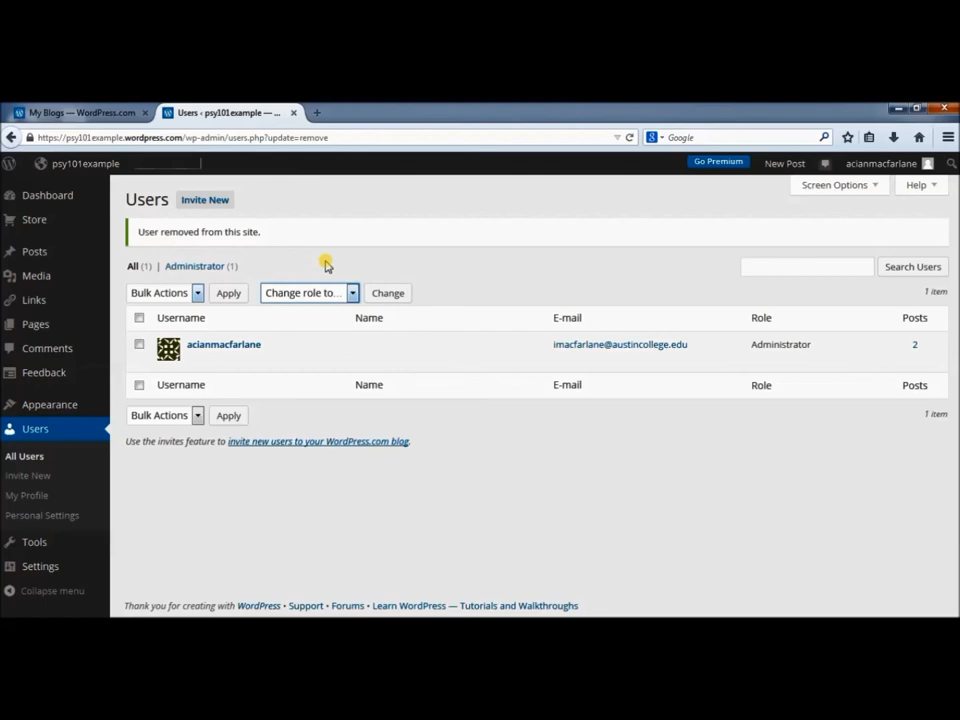 My Blogs — WordPress.com
Users ‹ psy101example — ...
https://psy101example.wordpress.com/wp-admin/users.php?update=remove
Google
psy101example
Go Premium
New Post
acianmacfarlane
Dashboard
Store
Posts
Media
Links
Pages
Comments
Feedback
Appearance
Users
All Users
Invite New
My Profile
Personal Settings
Tools
Settings
Collapse menu
Screen Options
Help
Users
Invite New
User removed from this site.
All (1) | Administrator (1)
Search Users
Bulk Actions Apply Change role to... Change
1 item
Username Name E-mail Role Posts
acianmacfarlane imacfarlane@austincollege.edu Administrator 2
Username Name E-mail Role Posts
Bulk Actions Apply
1 item
Use the invites feature to invite new users to your WordPress.com blog.
Thank you for creating with WordPress • Support • Forums • Learn WordPress — Tutorials and Walkthroughs